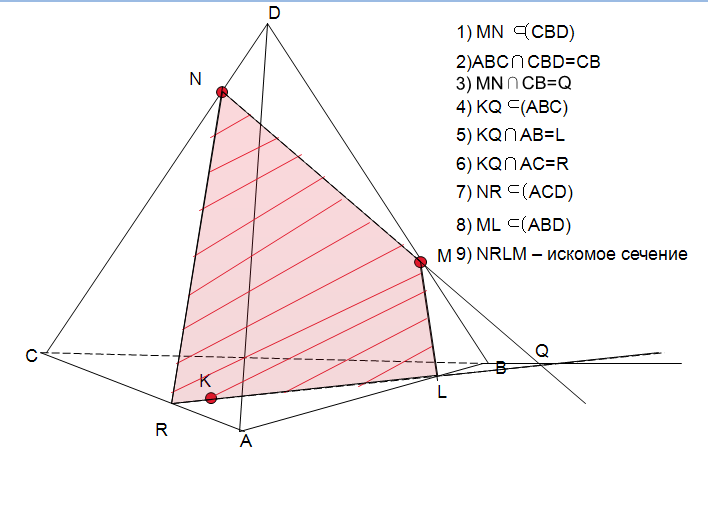 D
1) MN ⊂(CBD)
2)ABC∩CBD=CB
N
3) MN∩CB=Q
4) KQ ⊂(ABC)
5) KQ∩AB=L
6) KQ∩AC=R
7) NR ⊂(ACD)
8) ML ⊂(ABD)
M
9) NRLM – искомое сечение
C
Q
B
K
L
R
A